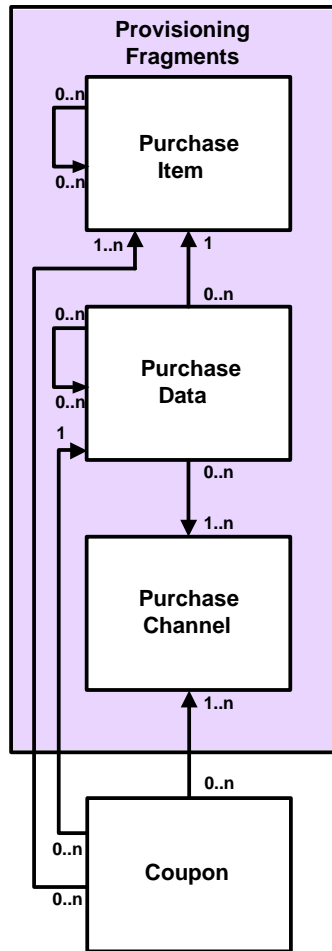 Provisioning
Fragments
0..n
Purchase
Item
0..n
1..n
1
0..n
0..n
Purchase
Data
0..n
1
0..n
1..n
Purchase
Channel
1..n
0..n
0..n
Coupon
0..n